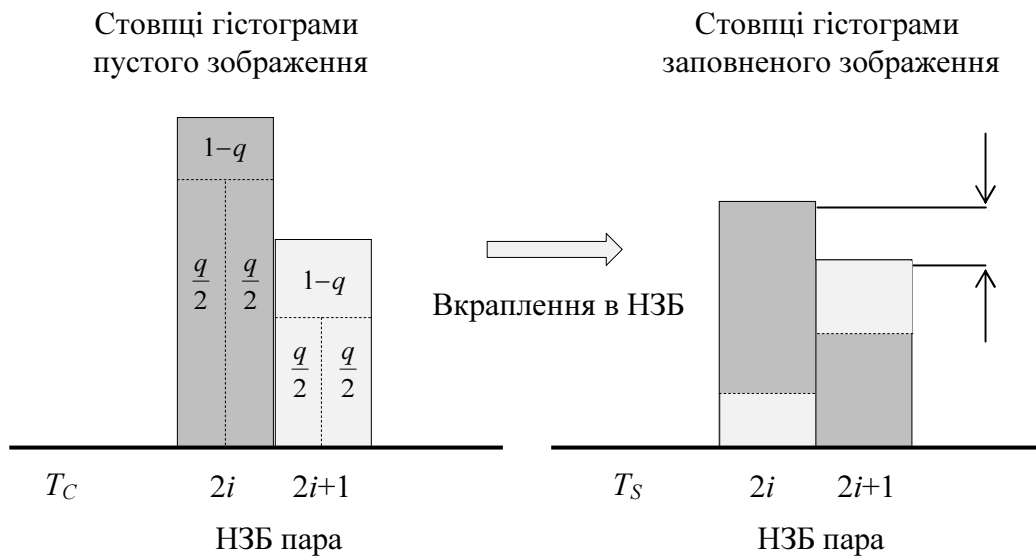 Стовпці гістограми
пустого зображення
Стовпці гістограми
заповненого зображення
1−q
q/2 q/2
1−q
q/2 q/2
Вкраплення в НЗБ
T_C 2i 2i+1
НЗБ пара
T_S 2i 2i+1
НЗБ пара